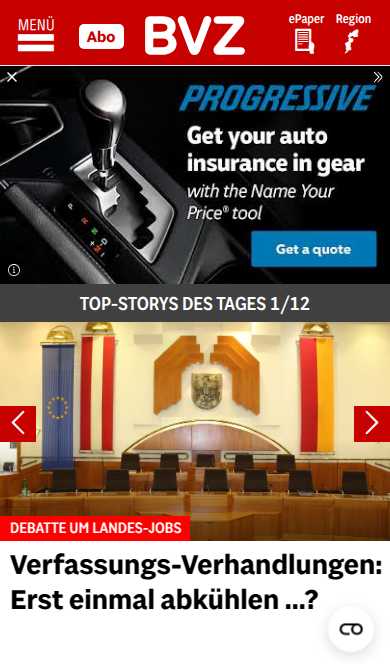 MENÜ
Abo
BVZ
ePaper
Region
PROGRESSIVE
Get your auto
insurance in gear
with the Name Your
Price® tool
Get a quote
TOP-STORYS DES TAGES 1/12
DEBATTE UM LANDES-JOBS
Verfassungs-Verhandlungen:
Erst einmal abkühlen ...?